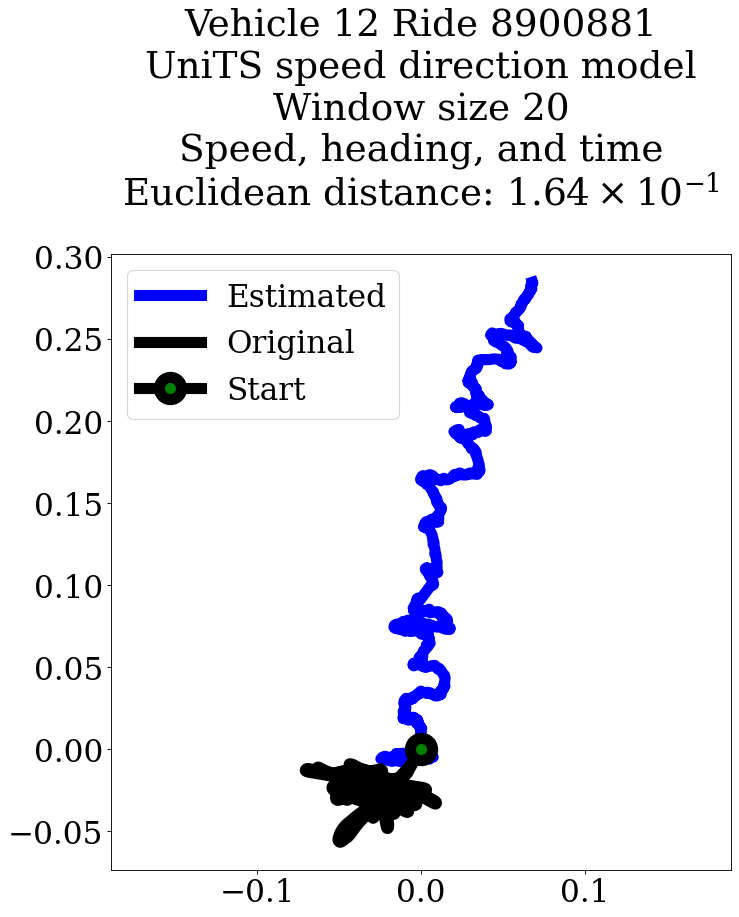 Vehicle 12 Ride 8900881
UniTS speed direction model
Window size 20
Speed, heading, and time
Euclidean distance: 1.64 × 10⁻¹
0.30
Estimated
Original
Start
0.25
0.20
0.15
0.10
0.05
0.00
−0.05
−0.1 0.0 0.1